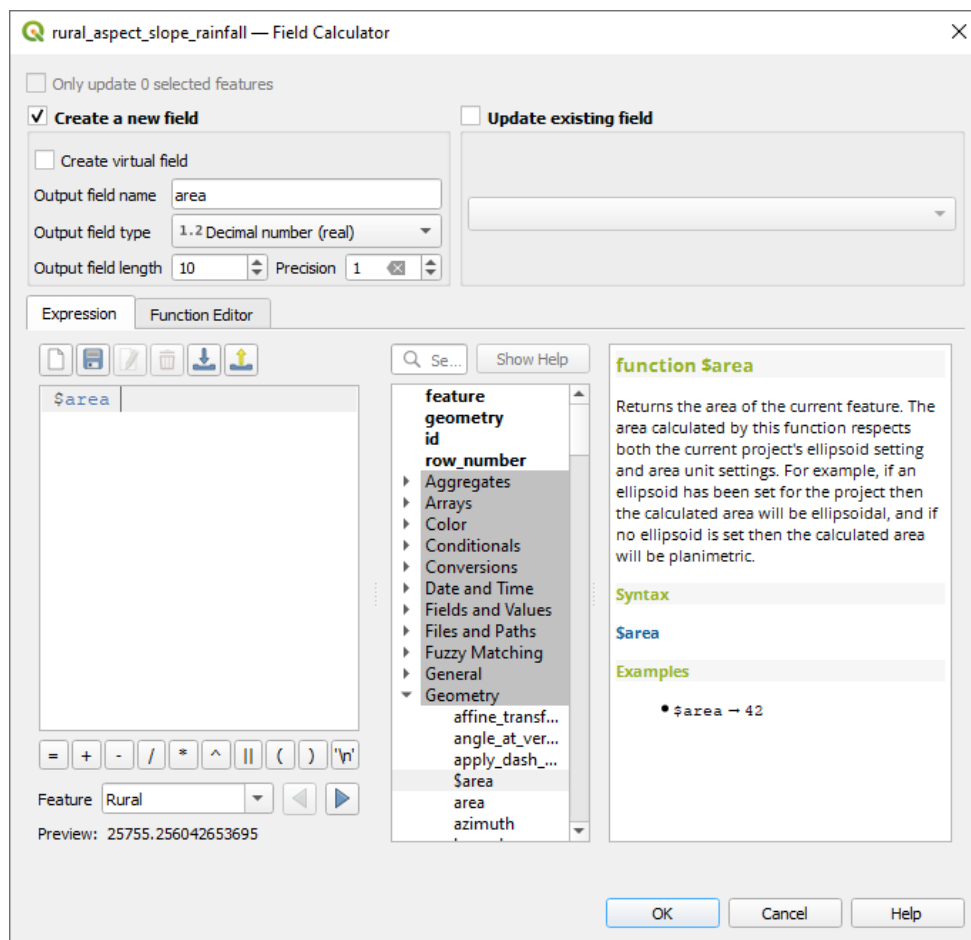 rural_aspect_slope_rainfall — Field Calculator
Only update 0 selected features
Create a new field
Update existing field
Create virtual field
Output field name area
Output field type 1.2 Decimal number (real)
Output field length 10 Precision 1
Expression Function Editor
Se... Show Help
$area
feature
geometry
id
row_number
Aggregates
Arrays
Color
Conditionals
Conversions
Date and Time
Fields and Values
Files and Paths
Fuzzy Matching
General
Geometry
affine_transf...
angle_at_ver...
apply_dash_...
$area
area
azimuth
function $area
Returns the area of the current feature. The
area calculated by this function respects
both the current project's ellipsoid setting
and area unit settings. For example, if an
ellipsoid has been set for the project then
the calculated area will be ellipsoidal, and if
no ellipsoid is set then the calculated area
will be planimetric.
Syntax
$area
Examples
• $area → 42
= + - / * ^ || ( ) '\n'
Feature Rural
Preview: 25755.256042653695
OK Cancel Help